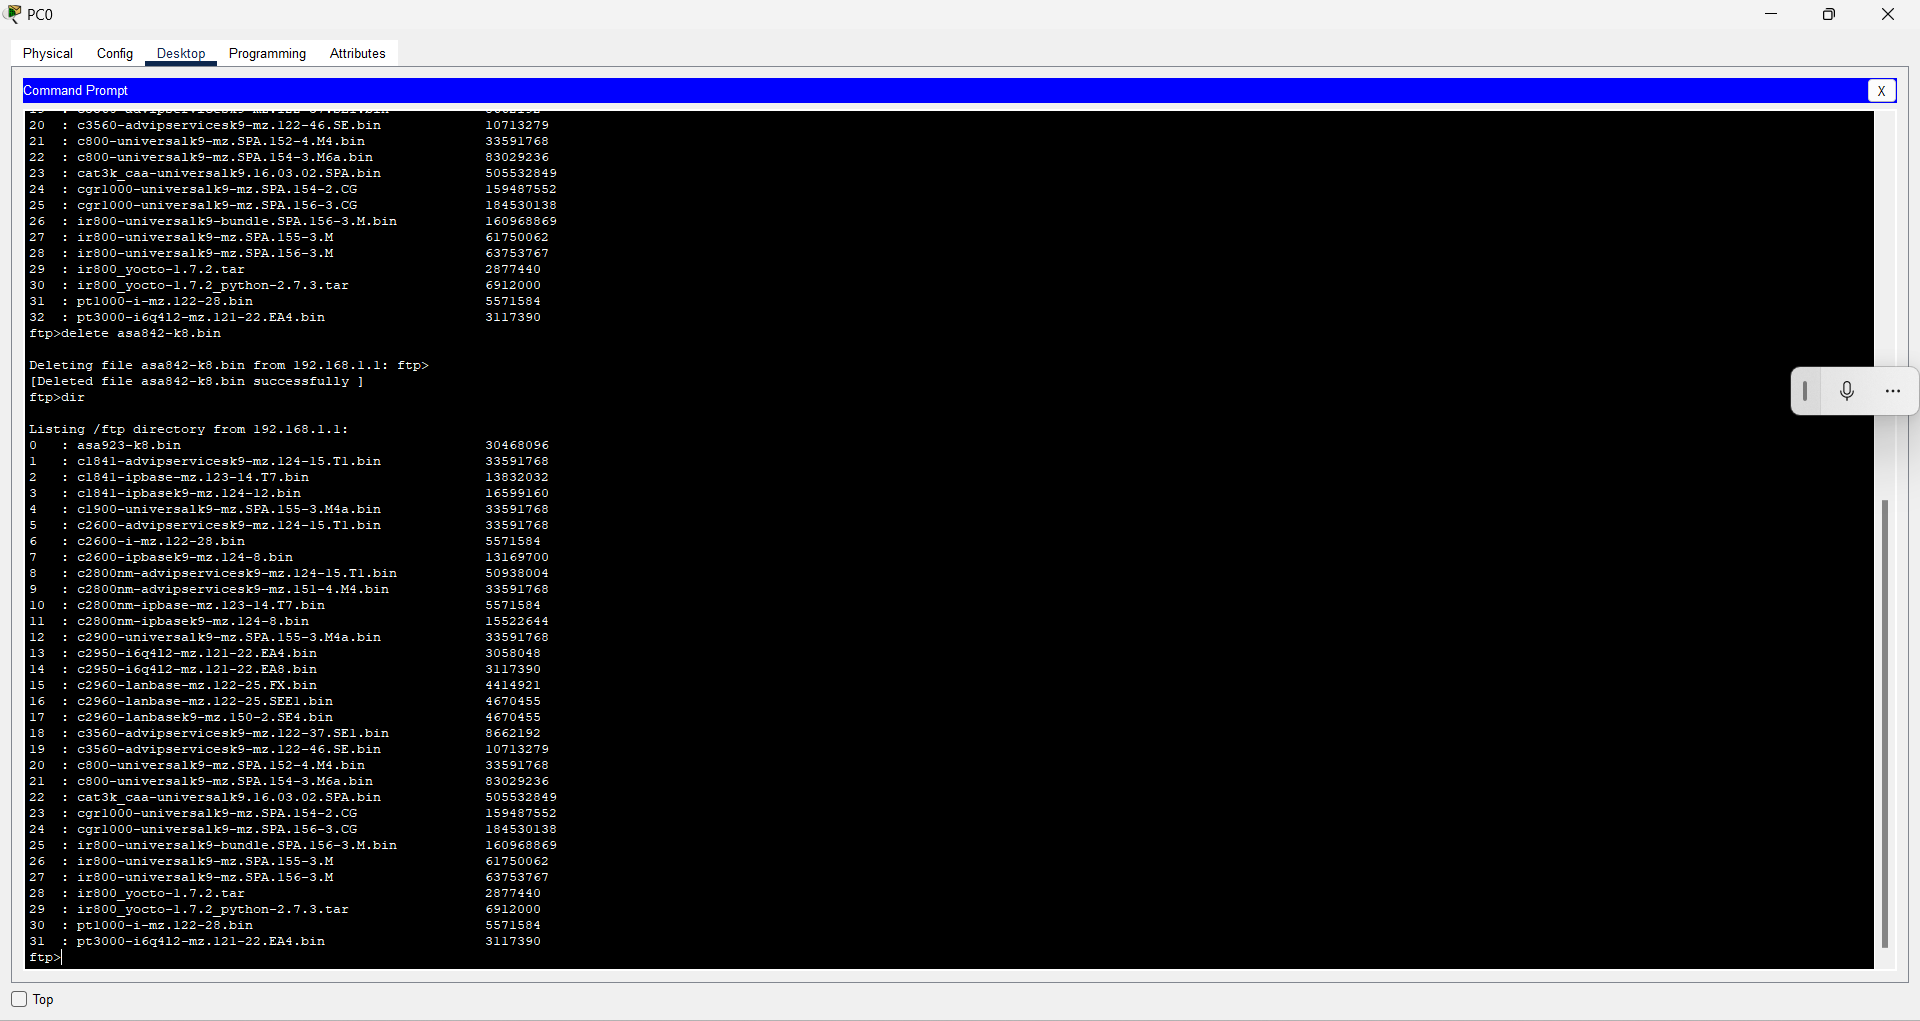 PC0
Physical Config Desktop Programming Attributes
Command Prompt X
20 : c3560-advipservicesk9-mz.122-46.SE.bin 10713279
21 : c800-universalk9-mz.SPA.152-4.M4.bin 33591768
22 : c800-universalk9-mz.SPA.154-3.M6a.bin 83029236
23 : cat3k_caa-universalk9.16.03.02.SPA.bin 505532849
24 : cgr1000-universalk9-mz.SPA.154-2.CG 159487552
25 : cgr1000-universalk9-mz.SPA.156-3.CG 184530138
26 : ir800-universalk9-bundle.SPA.156-3.M.bin 160968869
27 : ir800-universalk9-mz.SPA.155-3.M 61750062
28 : ir800-universalk9-mz.SPA.156-3.M 63753767
29 : ir800_yocto-1.7.2.tar 2877440
30 : ir800_yocto-1.7.2_python-2.7.3.tar 6912000
31 : pt1000-i-mz.122-28.bin 5571584
32 : pt3000-i6q4l2-mz.121-22.EA4.bin 3117390
ftp>delete asa842-k8.bin
Deleting file asa842-k8.bin from 192.168.1.1: ftp>
[Deleted file asa842-k8.bin successfully ]
ftp>dir
Listing /ftp directory from 192.168.1.1:
0 : asa923-k8.bin 30468096
1 : c1841-advipservicesk9-mz.124-15.T1.bin 33591768
2 : c1841-ipbase-mz.123-14.T7.bin 13832032
3 : c1841-ipbasek9-mz.124-12.bin 16599160
4 : c1900-universalk9-mz.SPA.155-3.M4a.bin 33591768
5 : c2600-advipservicesk9-mz.124-15.T1.bin 33591768
6 : c2600-i-mz.122-28.bin 5571584
7 : c2600-ipbasek9-mz.124-8.bin 13169700
8 : c2800nm-advipservicesk9-mz.124-15.T1.bin 50938004
9 : c2800nm-advipservicesk9-mz.151-4.M4.bin 33591768
10 : c2800nm-ipbase-mz.123-14.T7.bin 5571584
11 : c2800nm-ipbasek9-mz.124-8.bin 15522644
12 : c2900-universalk9-mz.SPA.155-3.M4a.bin 33591768
13 : c2950-i6q4l2-mz.121-22.EA4.bin 3058048
14 : c2950-i6q4l2-mz.121-22.EA8.bin 3117390
15 : c2960-lanbase-mz.122-25.FX.bin 4414921
16 : c2960-lanbase-mz.122-25.SEE1.bin 4670455
17 : c2960-lanbasek9-mz.150-2.SE4.bin 4670455
18 : c3560-advipservicesk9-mz.122-37.SE1.bin 8662192
19 : c3560-advipservicesk9-mz.122-46.SE.bin 10713279
20 : c800-universalk9-mz.SPA.152-4.M4.bin 33591768
21 : c800-universalk9-mz.SPA.154-3.M6a.bin 83029236
22 : cat3k_caa-universalk9.16.03.02.SPA.bin 505532849
23 : cgr1000-universalk9-mz.SPA.154-2.CG 159487552
24 : cgr1000-universalk9-mz.SPA.156-3.CG 184530138
25 : ir800-universalk9-bundle.SPA.156-3.M.bin 160968869
26 : ir800-universalk9-mz.SPA.155-3.M 61750062
27 : ir800-universalk9-mz.SPA.156-3.M 63753767
28 : ir800_yocto-1.7.2.tar 2877440
29 : ir800_yocto-1.7.2_python-2.7.3.tar 6912000
30 : pt1000-i-mz.122-28.bin 5571584
31 : pt3000-i6q4l2-mz.121-22.EA4.bin 3117390
ftp>
Top